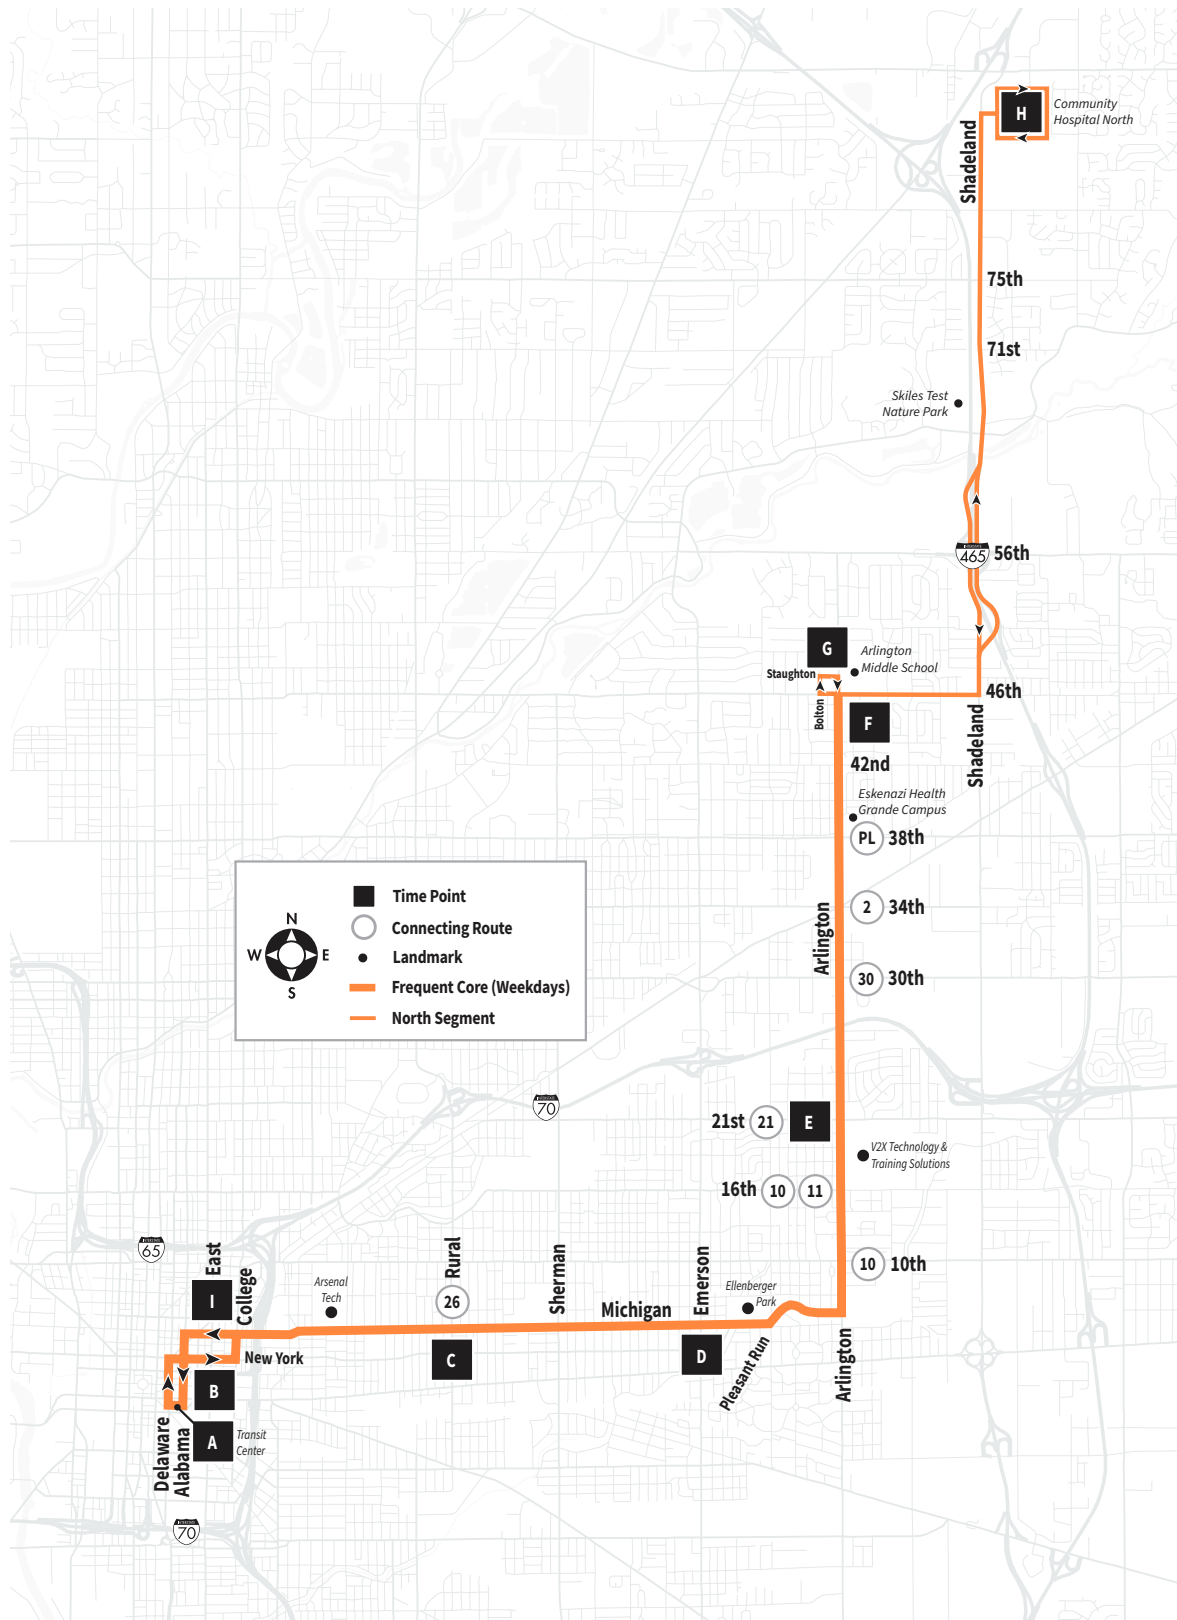 H
Community
Hospital North
Shadeland
75th
71st
Skiles Test
Nature Park
465
56th
G
Arlington
Middle School
Staughton
Bolton
46th
F
Shadeland
42nd
Eskenazi Health
Grande Campus
PL 38th
N
W E
S
Time Point
Connecting Route
Landmark
Frequent Core (Weekdays)
North Segment
2 34th
Arlington
30 30th
70
21st 21 E
V2X Technology &
Training Solutions
16th 10 11
65
East
College
I
Arsenal
Tech
Rural
26
Sherman
Michigan
Emerson
Ellenberger
Park
10 10th
New York
C
D
Pleasant Run
Arlington
B
A
Transit
Center
Delaware
Alabama
70